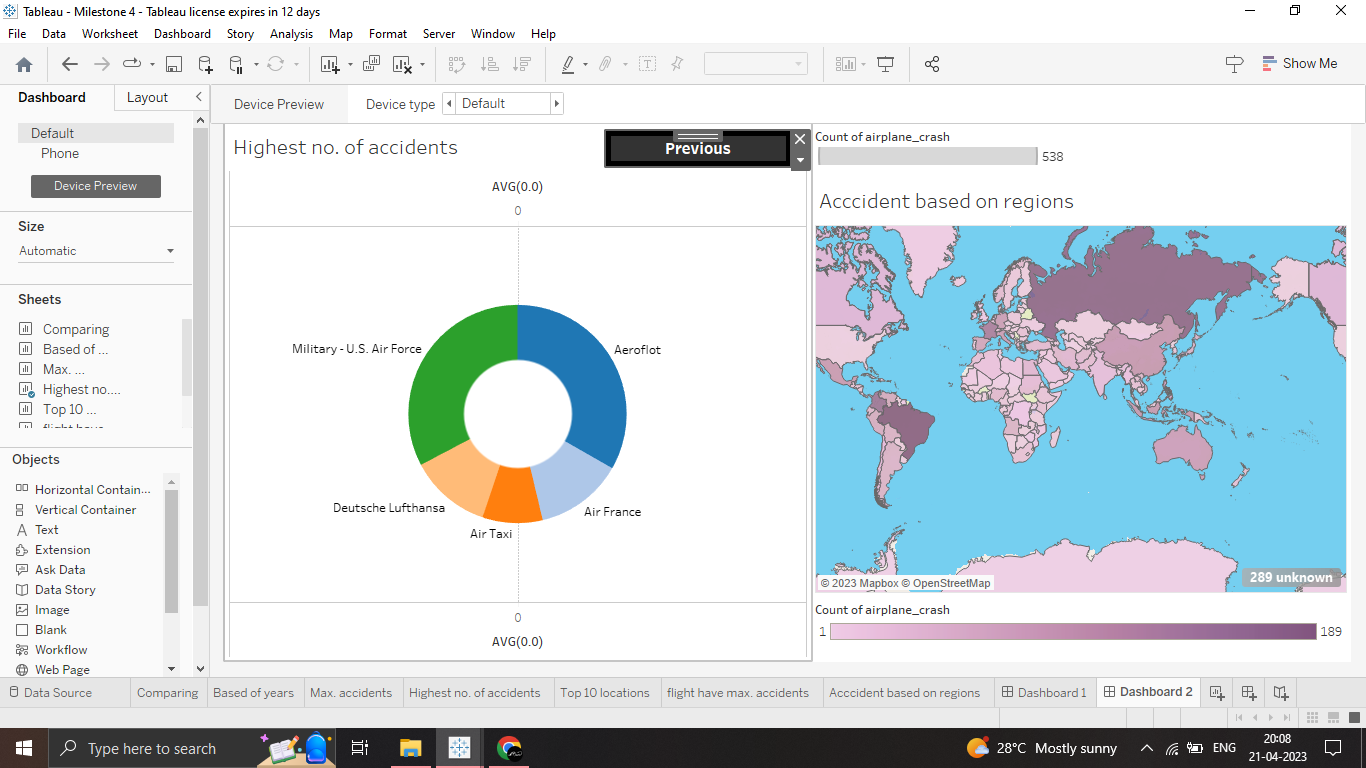 Tableau - Milestone 4 - Tableau license expires in 12 days
File Data Worksheet Dashboard Story Analysis Map Format Server Window Help
Show Me
Dashboard Layout
Device Preview Device type Default
Default
Phone
Device Preview
Size
Automatic
Sheets
Comparing
Based of ...
Max. ...
Highest no....
Top 10 ...
Objects
Horizontal Contain...
Vertical Container
Text
Extension
Ask Data
Data Story
Image
Blank
Workflow
Web Page
Highest no. of accidents
Previous
AVG(0.0)
0
Military - U.S. Air Force
Aeroflot
Deutsche Lufthansa
Air Taxi
Air France
0
AVG(0.0)
Count of airplane_crash
538
Acccident based on regions
© 2023 Mapbox © OpenStreetMap
289 unknown
Count of airplane_crash
1 189
Data Source Comparing Based of years Max. accidents Highest no. of accidents Top 10 locations flight have max. accidents Acccident based on regions Dashboard 1 Dashboard 2
Type here to search
28°C Mostly sunny
ENG
20:08
21-04-2023